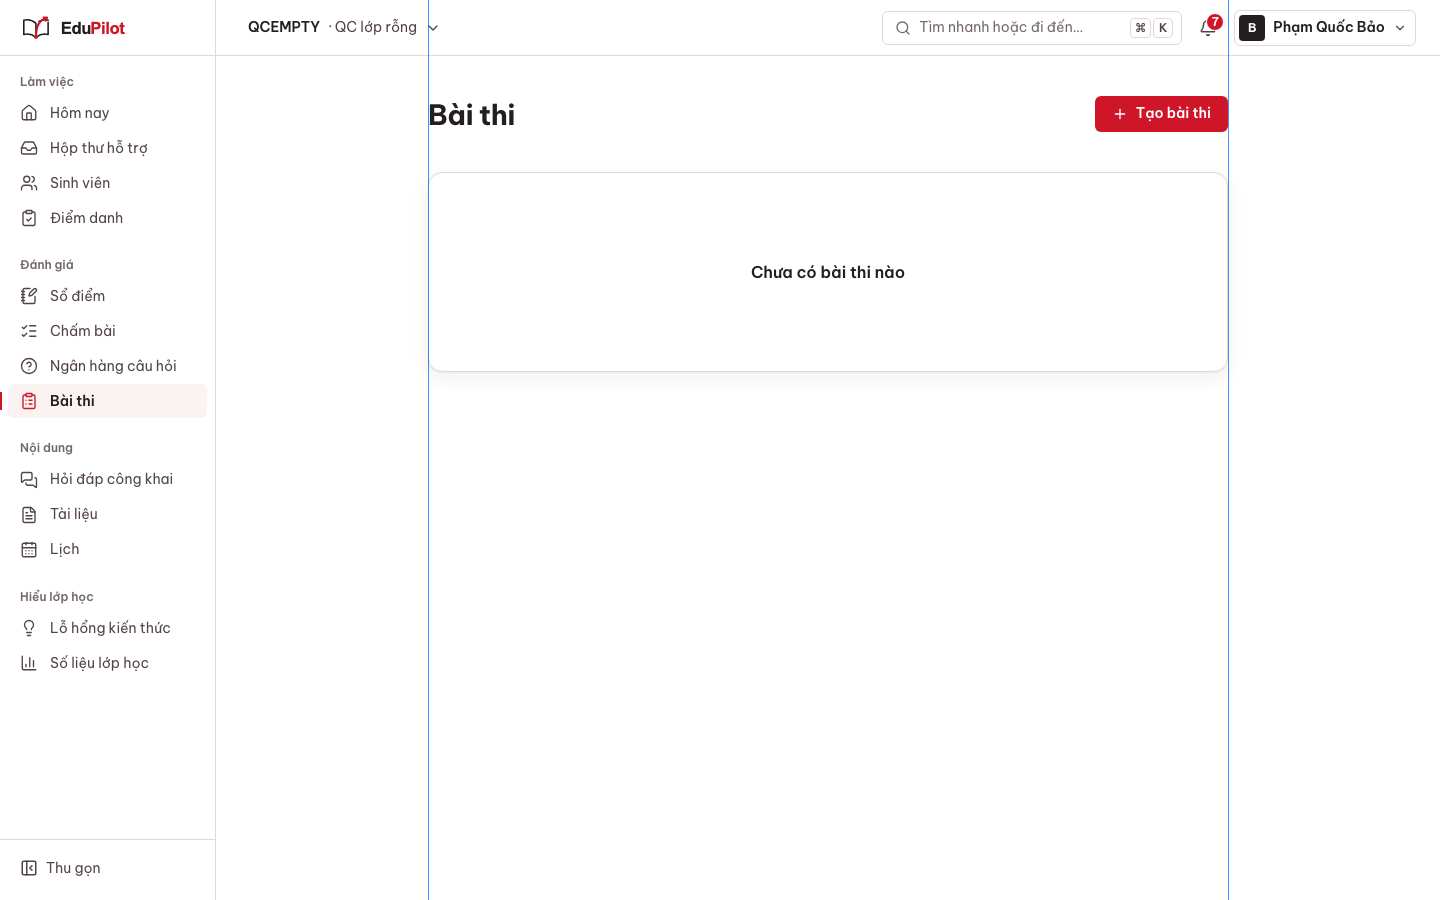 EduPilot
QCEMPTY · QC lớp rỗng
Tìm nhanh hoặc đi đến...
⌘ K
7
B Phạm Quốc Bảo
Làm việc
Hôm nay
Hộp thư hỗ trợ
Sinh viên
Điểm danh
Đánh giá
Sổ điểm
Chấm bài
Ngân hàng câu hỏi
Bài thi
Nội dung
Hỏi đáp công khai
Tài liệu
Lịch
Hiểu lớp học
Lỗ hổng kiến thức
Số liệu lớp học
Thu gọn
Bài thi
Tạo bài thi
Chưa có bài thi nào